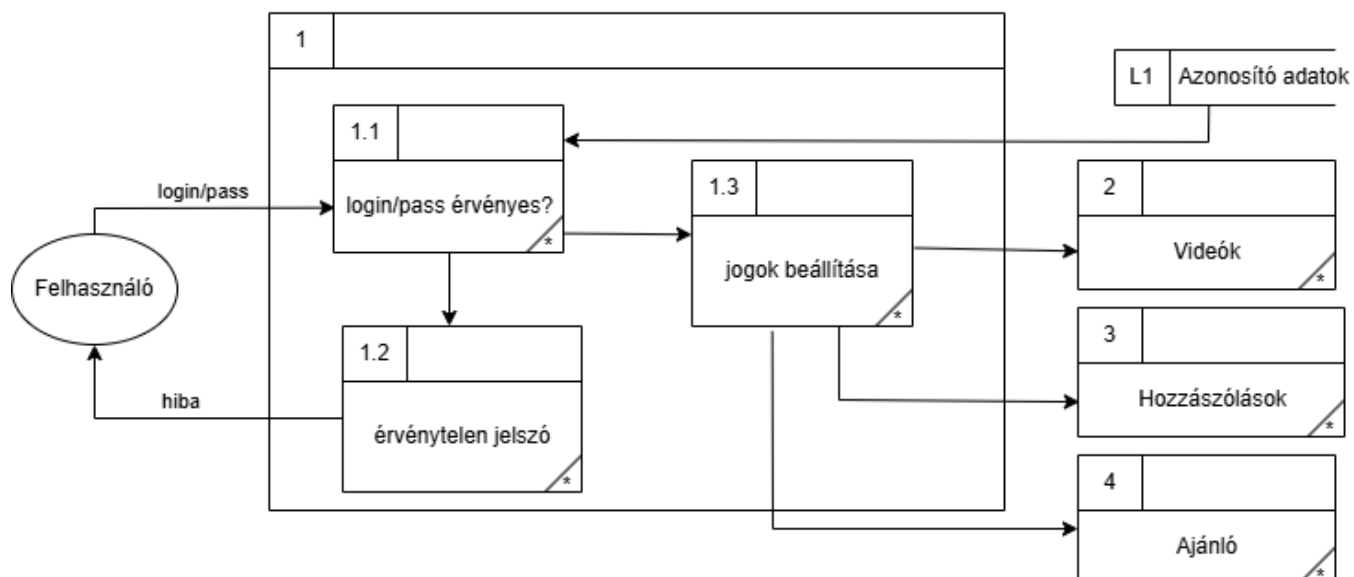 1
L1 Azonosító adatok
1.1
login/pass érvényes?
*
login/pass
Felhasználó
1.3
jogok beállítása
*
2
Videók
*
1.2
érvénytelen jelszó
*
hiba
3
Hozzászólások
*
4
Ajánló
*